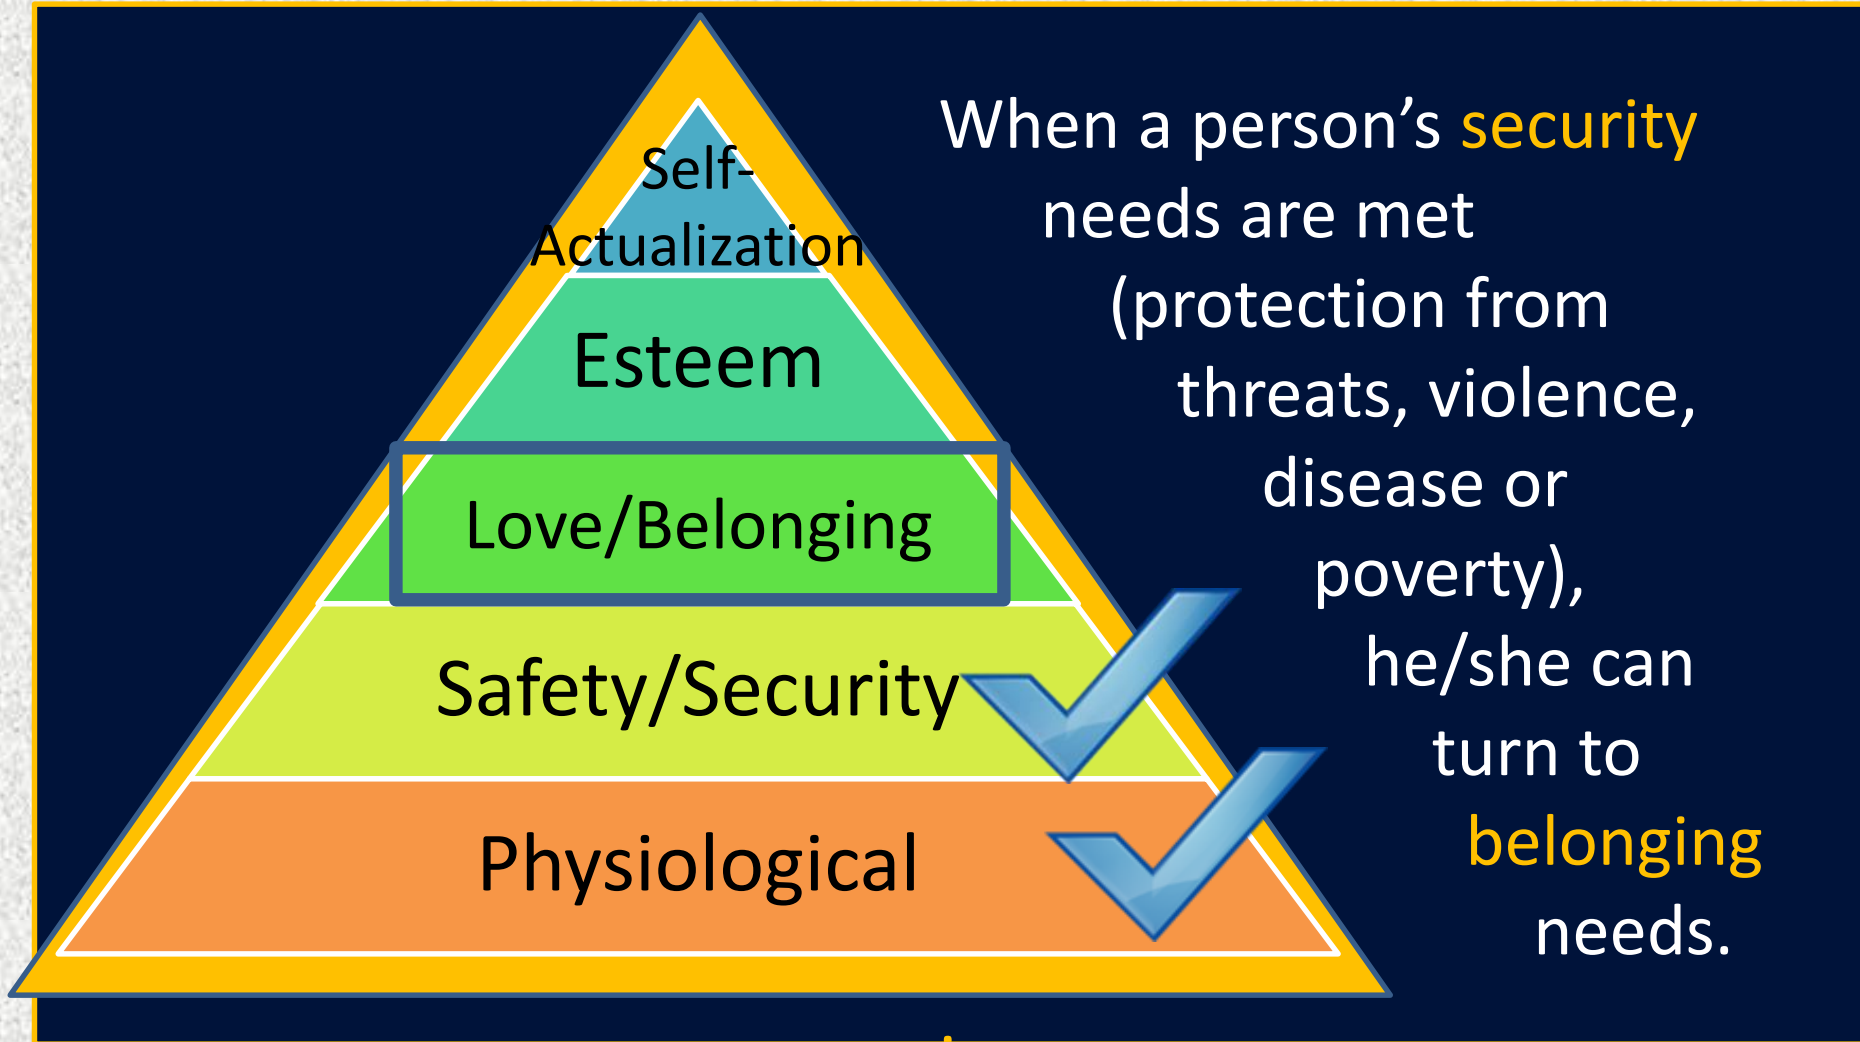 Self-
Actualization
Esteem
Love/Belonging
Safety/Security
Physiological
When a person’s security
needs are met
(protection from
threats, violence,
disease or
poverty),
he/she can
turn to
belonging
needs.